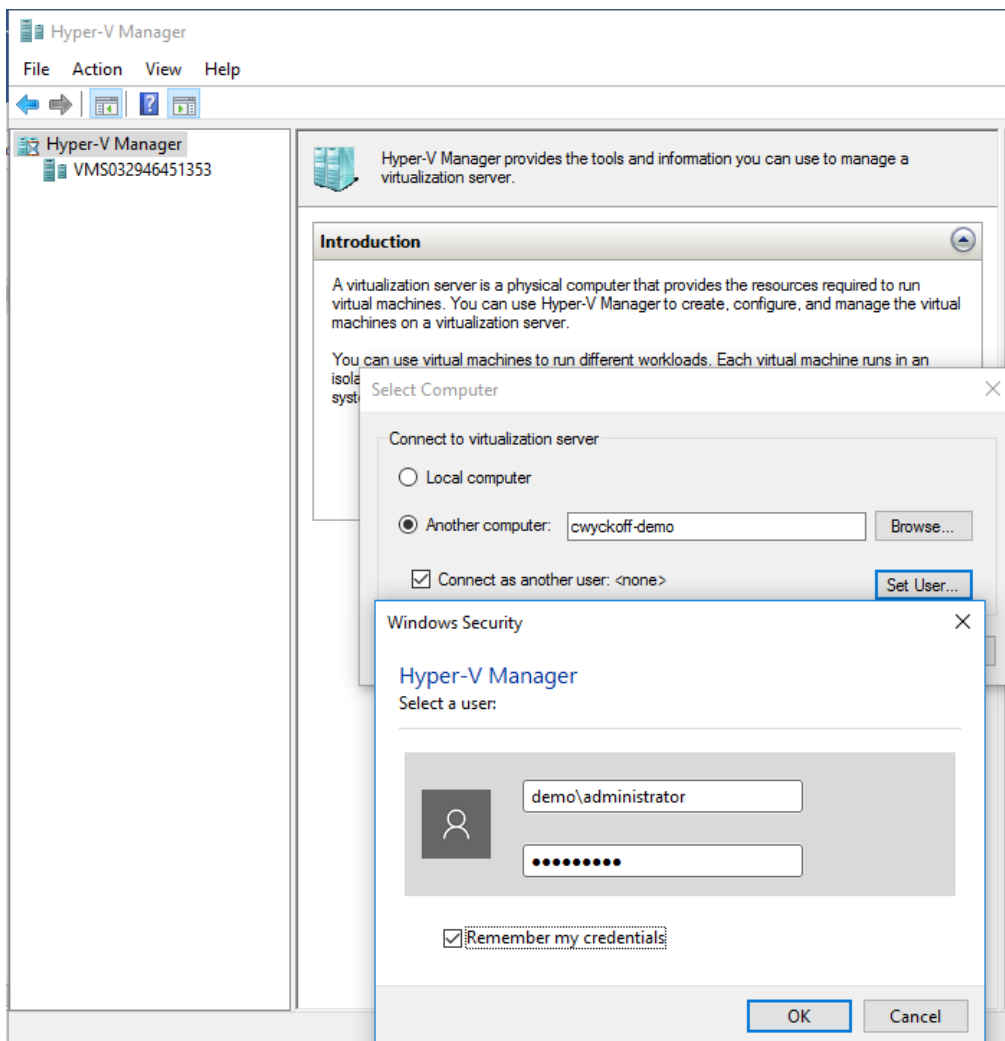 Hyper-V Manager
File Action View Help
Hyper-V Manager
VMS032946451353
Hyper-V Manager provides the tools and information you can use to manage a
virtualization server.
Introduction
A virtualization server is a physical computer that provides the resources required to run
virtual machines. You can use Hyper-V Manager to create, configure, and manage the virtual
machines on a virtualization server.
You can use virtual machines to run different workloads. Each virtual machine runs in an
isola
syst
Select Computer
Connect to virtualization server
Local computer
Another computer: cwyckoff-demo Browse...
Connect as another user: <none> Set User...
Windows Security
Hyper-V Manager
Select a user:
demo\administrator
●●●●●●●●●
Remember my credentials
OK Cancel